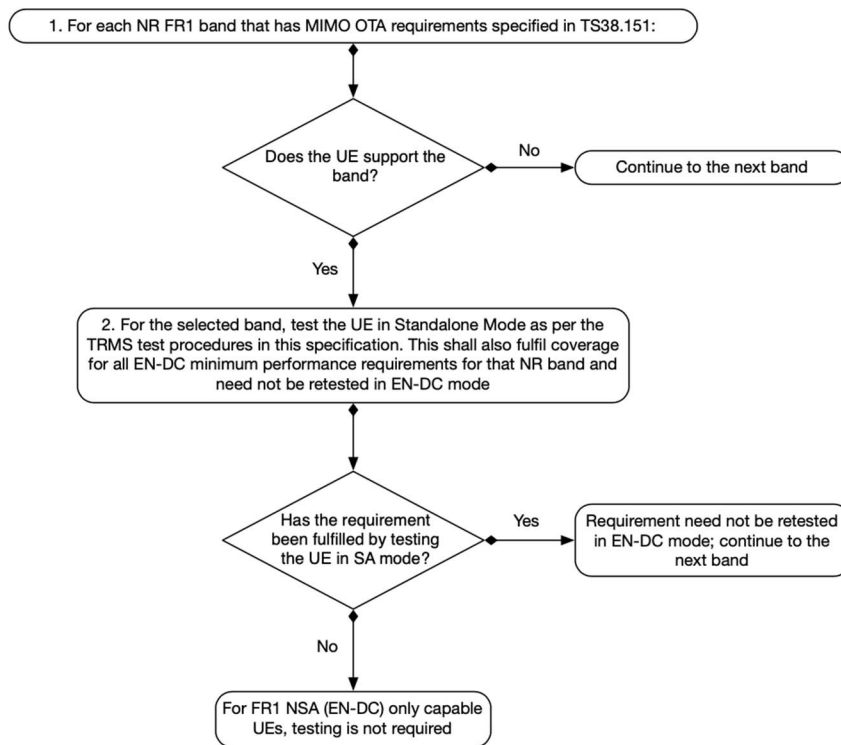 1. For each NR FR1 band that has MIMO OTA requirements specified in TS38.151:
Does the UE support the
band?
No
Continue to the next band
Yes
2. For the selected band, test the UE in Standalone Mode as per the
TRMS test procedures in this specification. This shall also fulfil coverage
for all EN-DC minimum performance requirements for that NR band and
need not be retested in EN-DC mode
Has the requirement
been fulfilled by testing
the UE in SA mode?
Yes
Requirement need not be retested
in EN-DC mode; continue to the
next band
No
For FR1 NSA (EN-DC) only capable
UEs, testing is not required